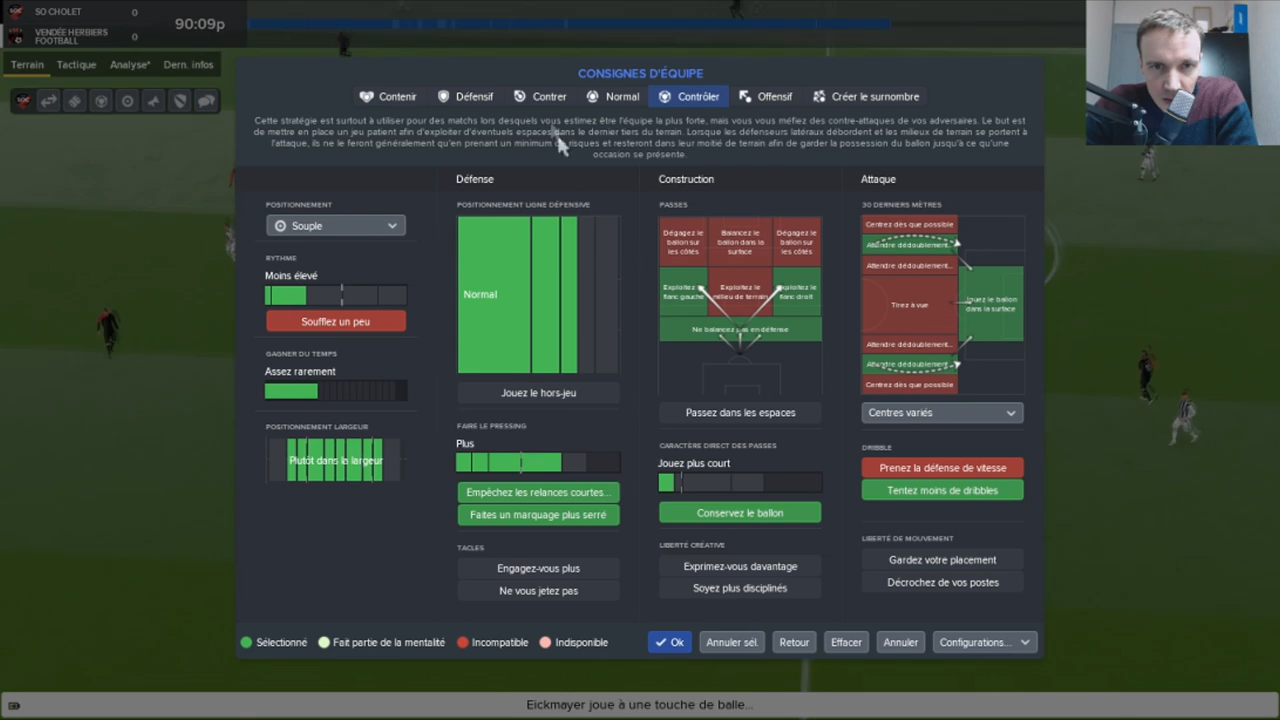 SO CHOLET 0
VENDÉE HERBIERS FOOTBALL 0
90:09p
Terrain Tactique Analyse* Dern. infos
CONSIGNES D'ÉQUIPE
Contenir Défensif Contrer Normal Contrôler Offensif Créer le surnombre
Cette stratégie est surtout à utiliser pour des matchs lors desquels vous estimez être l'équipe la plus forte, mais vous vous méfiez des contre-attaques de vos adversaires. Le but est
de mettre en place un jeu patient afin d'exploiter d'éventuels espaces dans le dernier tiers du terrain. Lorsque les défenseurs latéraux débordent et les milieux de terrain se portent à
l'attaque, ils ne le feront généralement qu'en prenant un minimum de risques et resteront dans leur moitié de terrain afin de garder la possession du ballon jusqu'à ce qu'une
occasion se présente.
POSITIONNEMENT
Souple
RYTHME
Moins élevé
Soufflez un peu
GAGNER DU TEMPS
Assez rarement
POSITIONNEMENT LARGEUR
Plutôt dans la largeur
Défense
POSITIONNEMENT LIGNE DÉFENSIVE
Normal
Jouez le hors-jeu
FAIRE LE PRESSING
Plus
Empêchez les relances courtes...
Faites un marquage plus serré
TACLES
Engagez-vous plus
Ne vous jetez pas
Construction
PASSES
Dégagez le ballon sur les côtés
Balancez le ballon dans la surface
Dégagez le ballon sur les côtés
Exploitez le flanc gauche
Exploitez le milieu de terrain
Exploitez le flanc droit
Ne balancez pas en défense
Passez dans les espaces
CARACTÈRE DIRECT DES PASSES
Jouez plus court
Conservez le ballon
LIBERTÉ CRÉATIVE
Exprimez-vous davantage
Soyez plus disciplinés
Attaque
30 DERNIERS MÈTRES
Centrez dès que possible
Attendre dédoublement...
Attendre dédoublement...
Tirez à vue
Jouez le ballon dans la surface
Attendre dédoublement...
Attendre dédoublement...
Centrez dès que possible
Centres variés
DRIBBLE
Prenez la défense de vitesse
Tentez moins de dribbles
LIBERTÉ DE MOUVEMENT
Gardez votre placement
Décrochez de vos postes
Sélectionné Fait partie de la mentalité Incompatible Indisponible
Ok Annuler sél. Retour Effacer Annuler Configurations...
Eickmayer joue à une touche de balle...